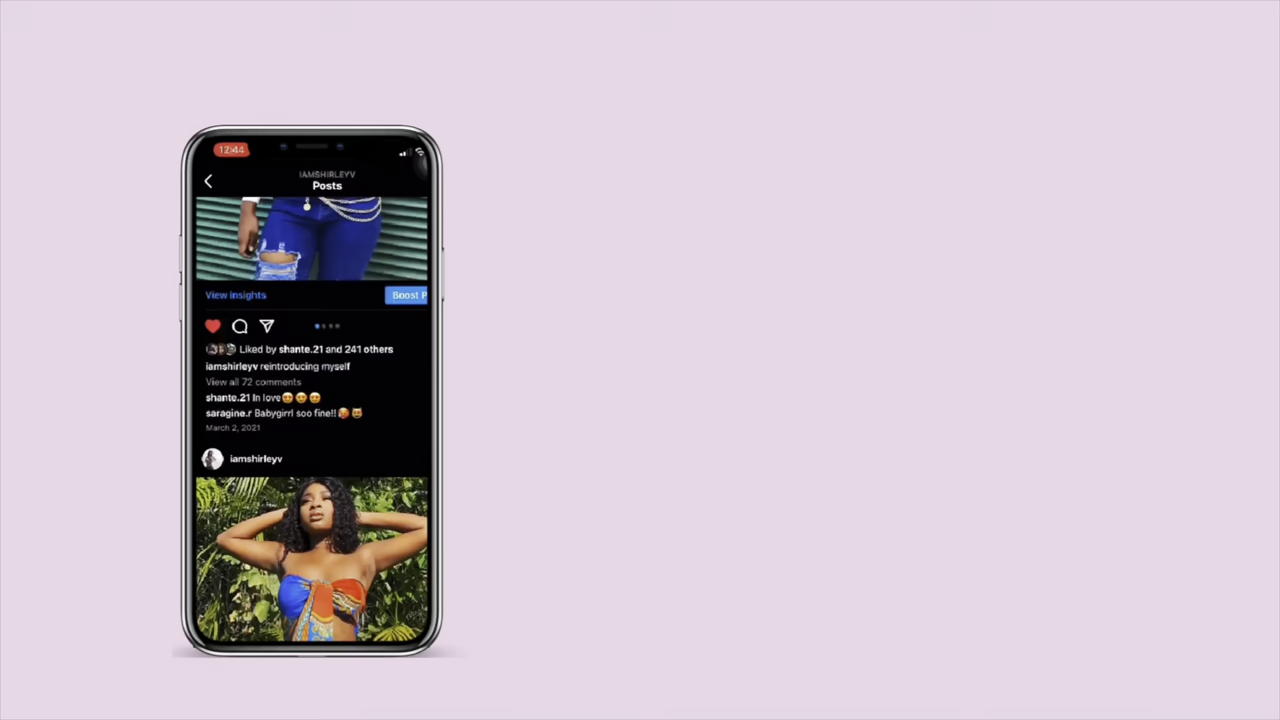 12:44
IAMSHIRLEYV
Posts
View insights
Boost P
Liked by shante.21 and 241 others
iamshirleyv reintroducing myself
View all 72 comments
shante.21 In love😍😍😍
saragine.r Babygirrl soo fine!!🥵😻
March 2, 2021
iamshirleyv